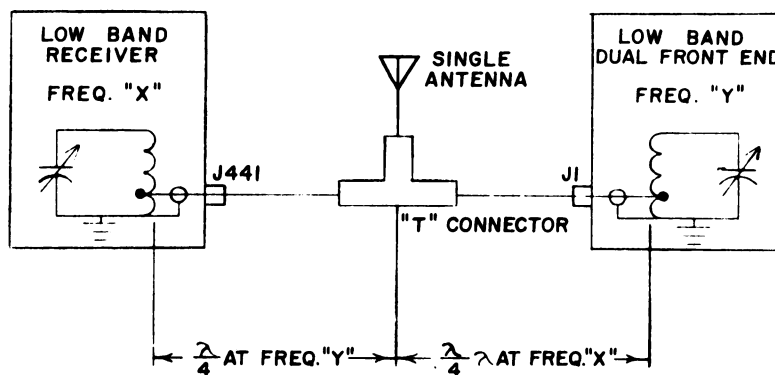 LOW BAND
RECEIVER
FREQ. "X"
J441
SINGLE
ANTENNA
"T" CONNECTOR
LOW BAND
DUAL FRONT END
FREQ. "Y"
J1
λ/4 AT FREQ. "Y"
λ/4 λ AT FREQ. "X"